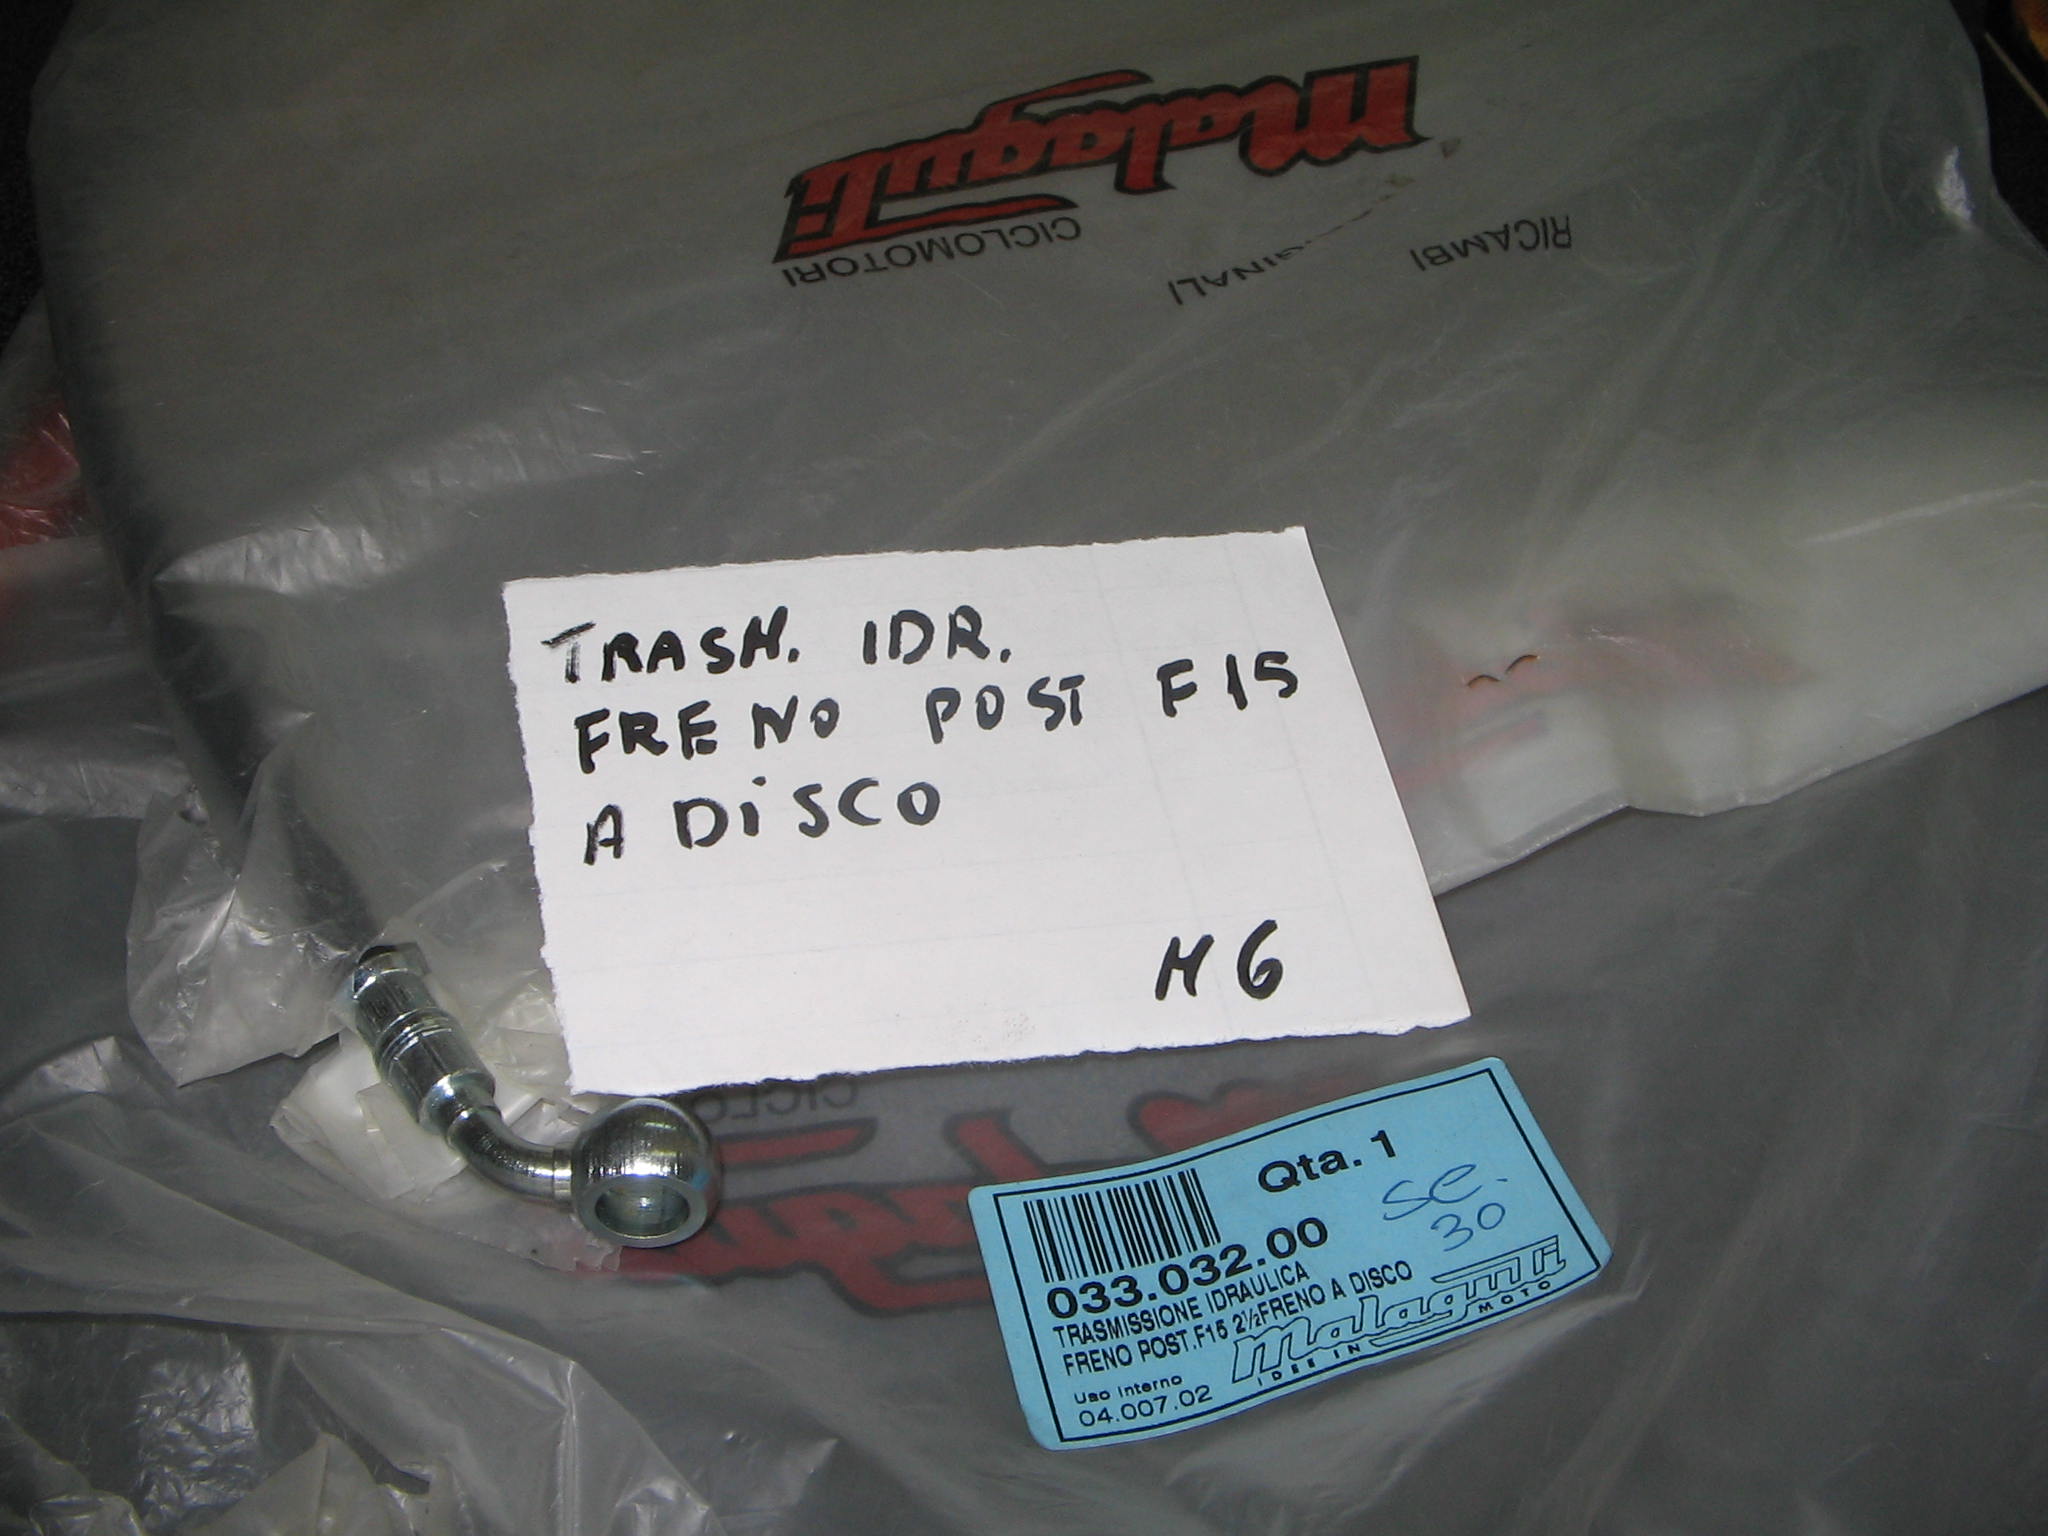 malaguTi
CICLOMOTORI
RICAMBI
TRASM. IDR.
FRENO POST F15
A DiSCO
M6
CICLO
Qta. 1
se.
30
033.032.00
TRASMISSIONE IDRAULICA
FRENO POST.F15 2½FRENO A DISCO
malaguTi
IDEE IN MOTO
Uso Interno
04.007.02